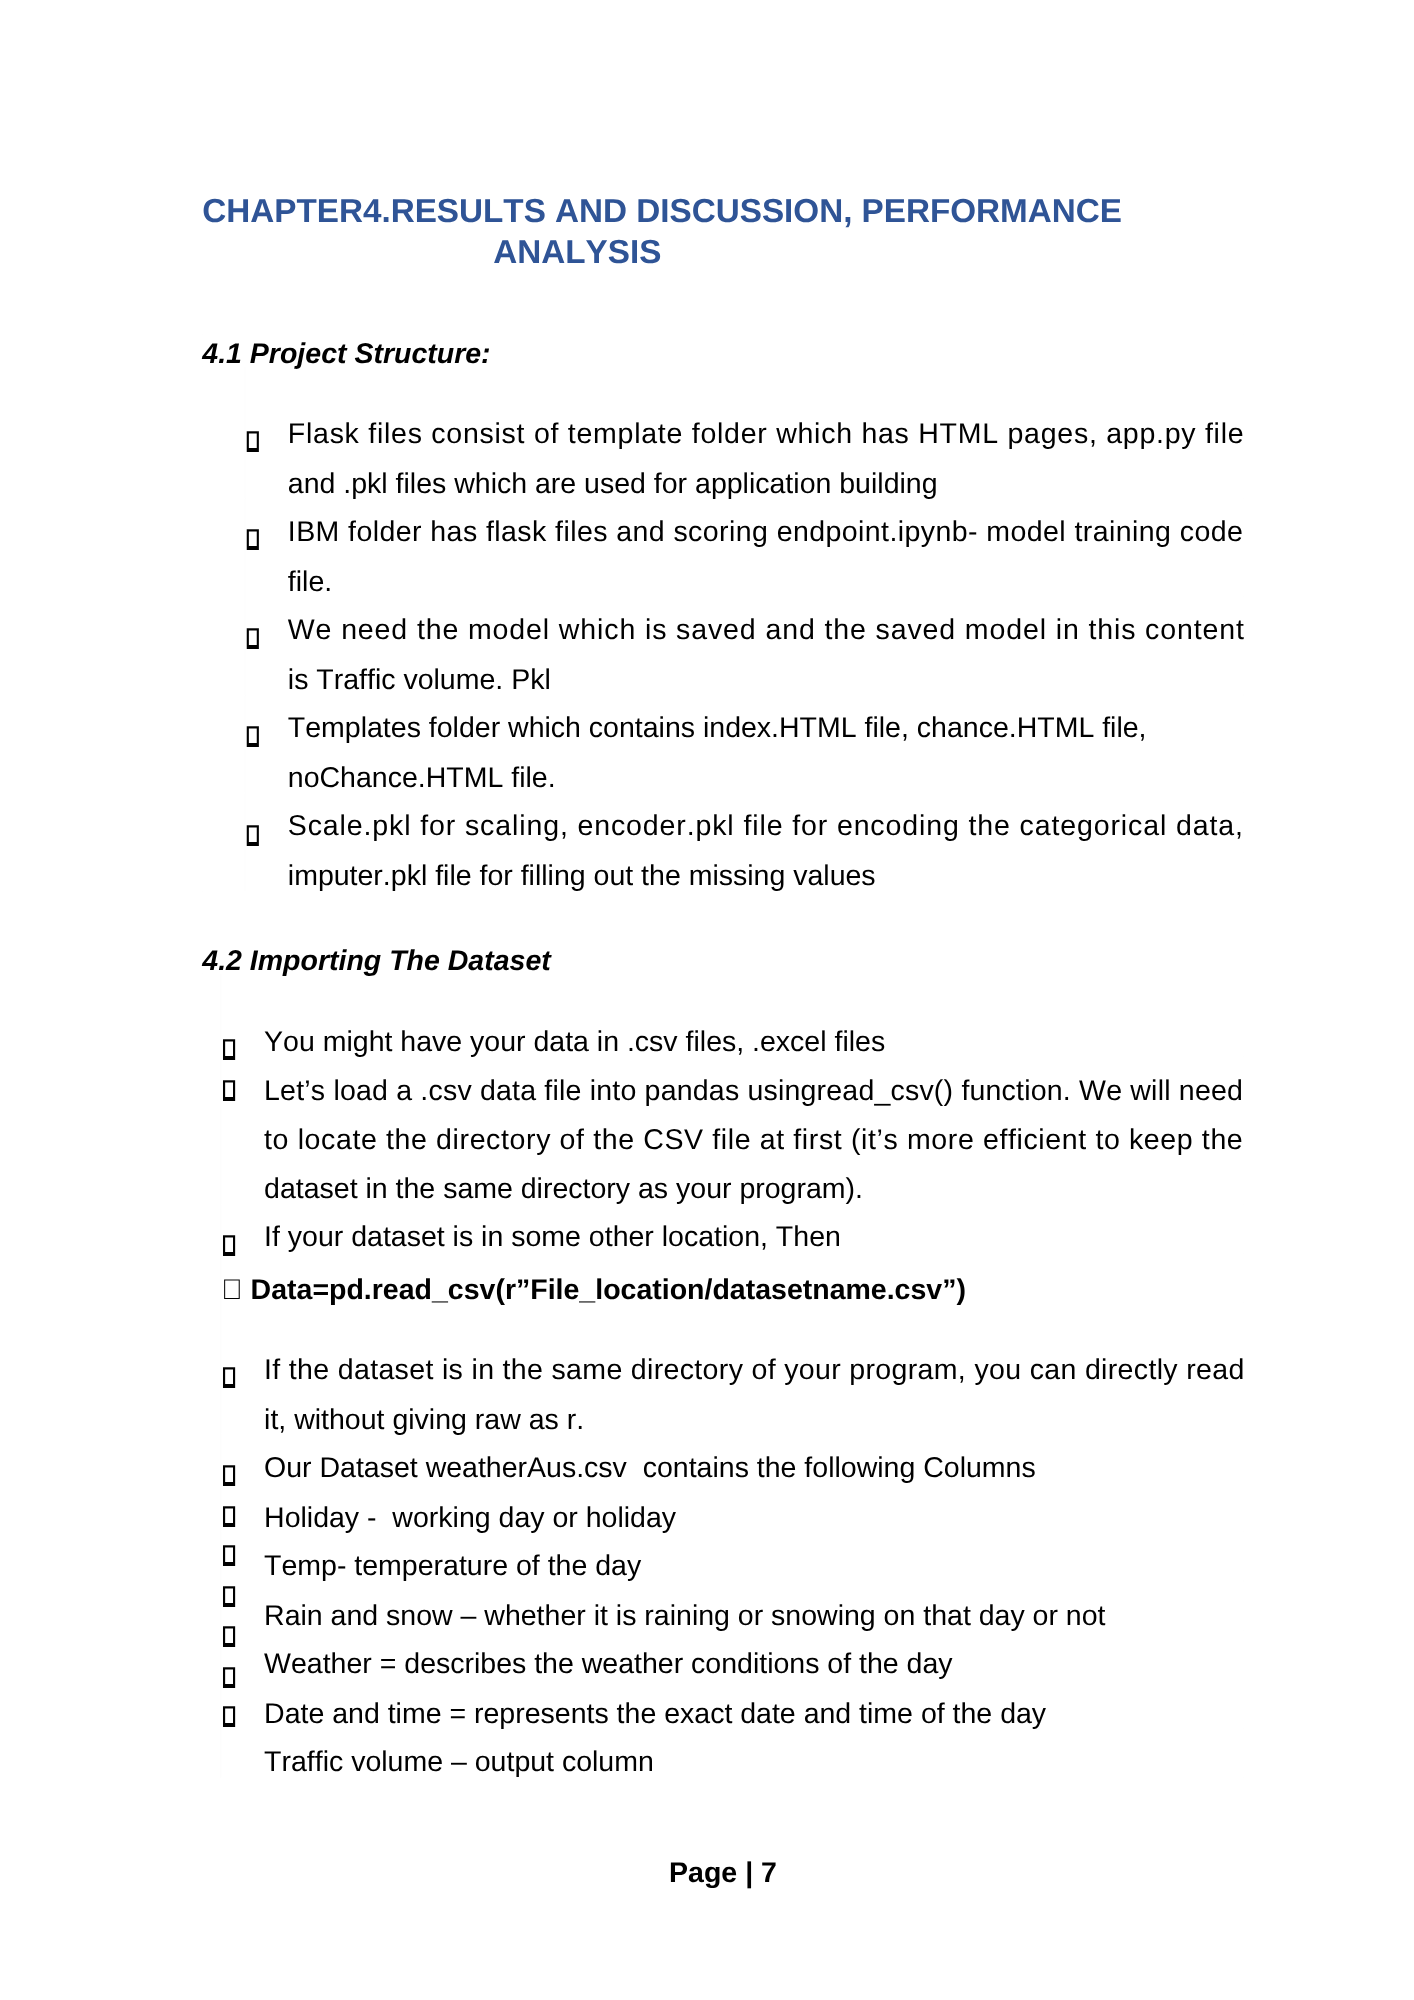 CHAPTER4.RESULTS AND DISCUSSION, PERFORMANCE
ANALYSIS
4.1 Project Structure:
▯ Flask files consist of template folder which has HTML pages, app.py file
and .pkl files which are used for application building
▯ IBM folder has flask files and scoring endpoint.ipynb- model training code
file.
▯ We need the model which is saved and the saved model in this content
is Traffic volume. Pkl
▯ Templates folder which contains index.HTML file, chance.HTML file,
noChance.HTML file.
▯ Scale.pkl for scaling, encoder.pkl file for encoding the categorical data,
imputer.pkl file for filling out the missing values
4.2 Importing The Dataset
▯ You might have your data in .csv files, .excel files
▯ Let’s load a .csv data file into pandas usingread_csv() function. We will need
to locate the directory of the CSV file at first (it’s more efficient to keep the
dataset in the same directory as your program).
▯ If your dataset is in some other location, Then
▯ Data=pd.read_csv(r”File_location/datasetname.csv”)
▯ If the dataset is in the same directory of your program, you can directly read
it, without giving raw as r.
▯ Our Dataset weatherAus.csv  contains the following Columns
▯ Holiday -  working day or holiday
▯ Temp- temperature of the day
▯ Rain and snow – whether it is raining or snowing on that day or not
▯ Weather = describes the weather conditions of the day
▯ Date and time = represents the exact date and time of the day
▯ Traffic volume – output column
Page | 7